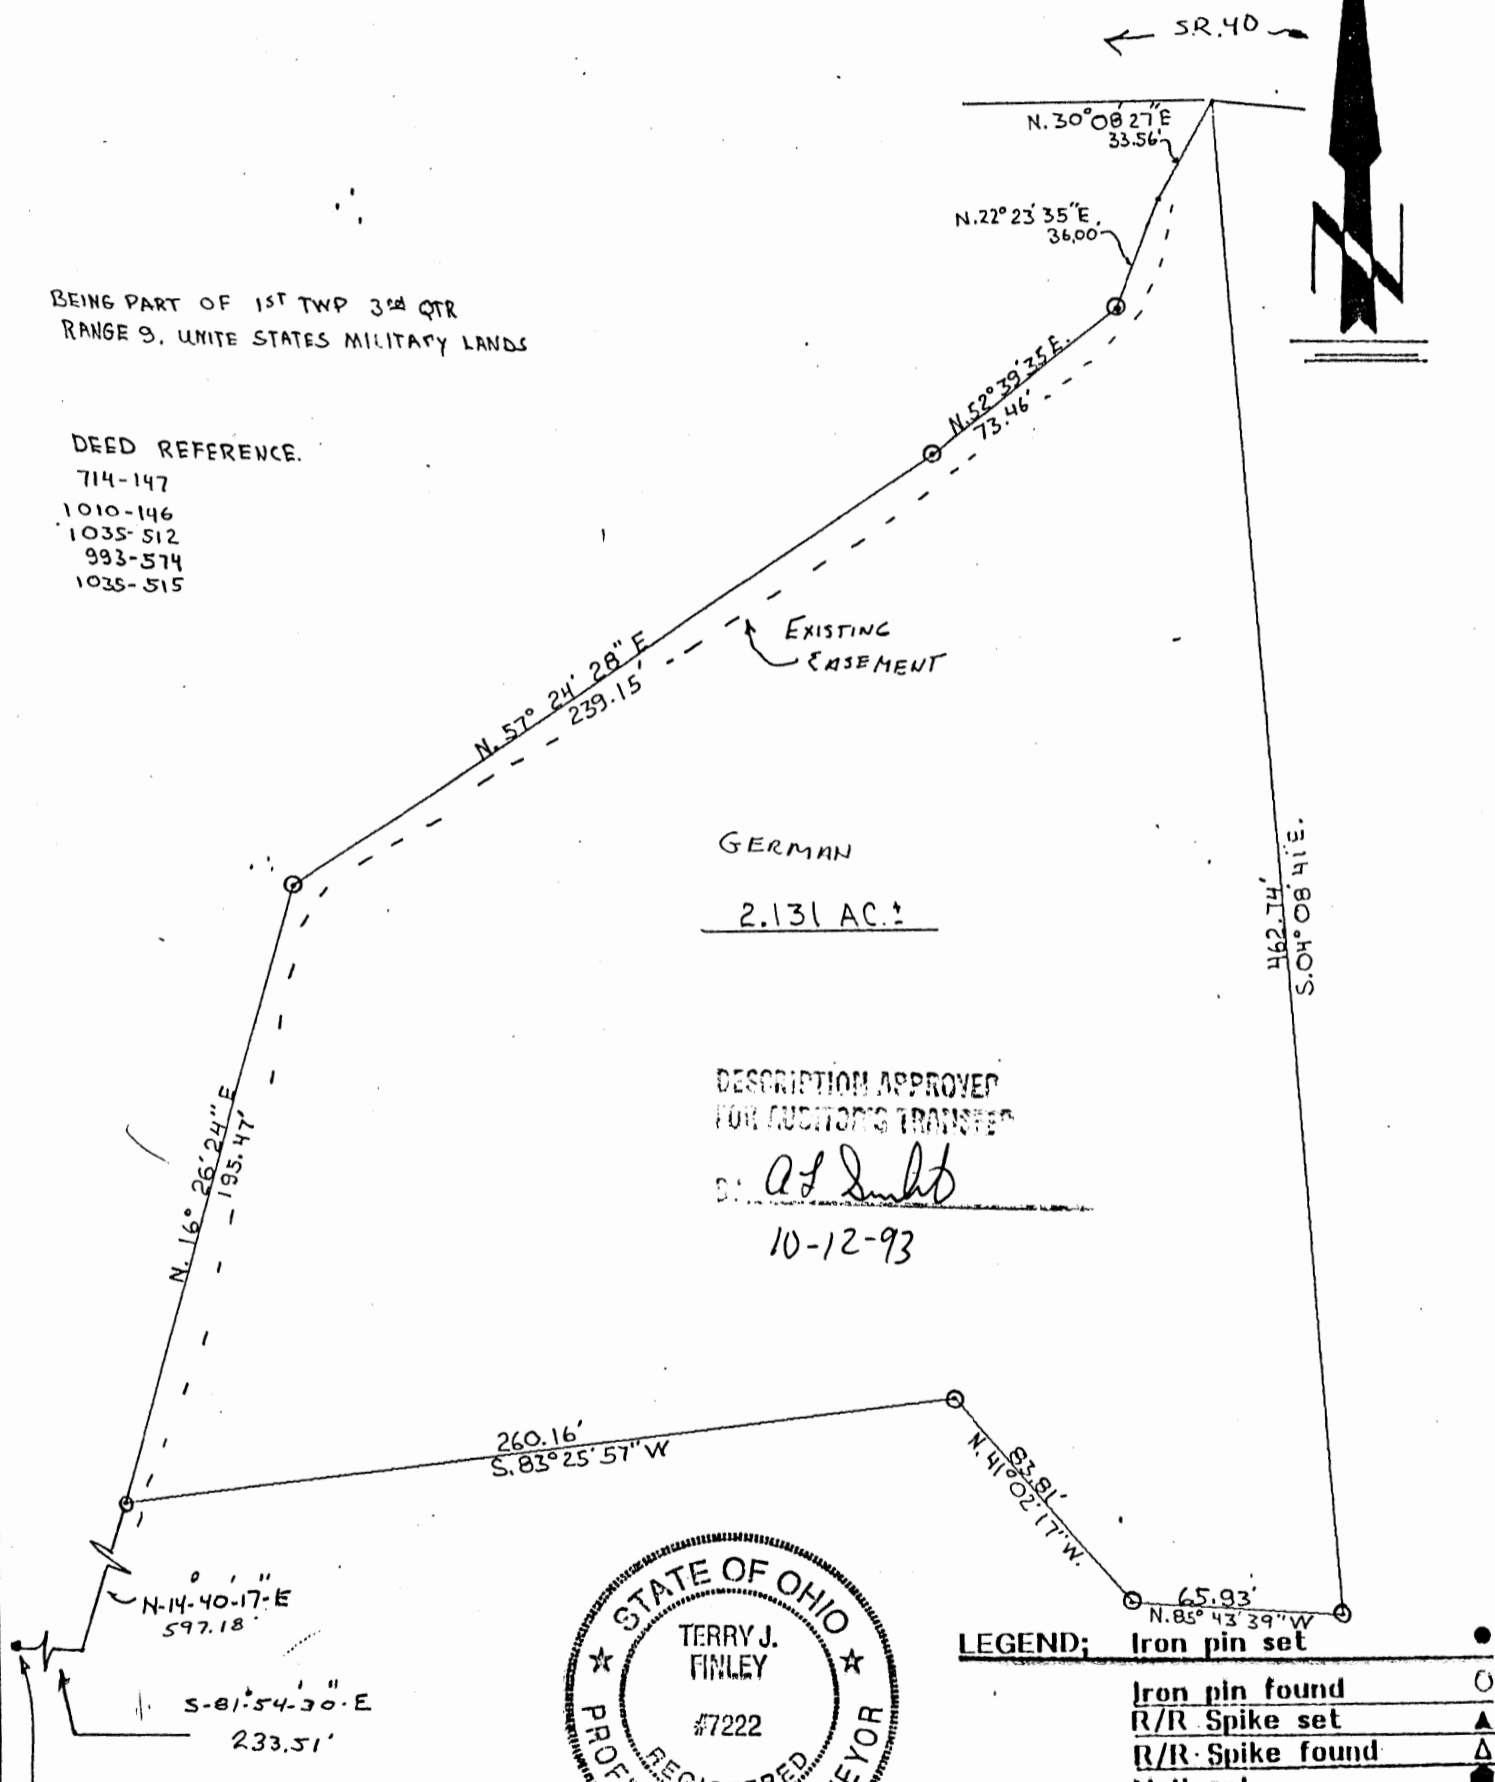 S.R. 40
N. 30° 08' 27" E
33.56'
N. 22° 23' 35" E.
36.00
N
BEING PART OF 1ST TWP 3RD QTR
RANGE 9, UNITE STATES MILITARY LANDS
N. 52° 39' 35 E.
73.46'
DEED REFERENCE.
714-147
1010-146
1035-512
993-574
1035-515
EXISTING
EASEMENT
N. 57° 24' 28" E
239.15'
GERMAN
2.131 AC.±
462.74'
S. 04° 08' 41 E.
DESCRIPTION APPROVED
FOR AUDITOR'S TRANSFER
10-12-93
N. 16° 26' 24" E
195.47'
260.16'
S. 83° 25' 57" W
83.81'
N. 41° 02' 17" W.
65.93'
N. 85° 43' 39" W
N-14°-40'-17"-E
597.18'
S-81°-54'-30"-E
233.51'
STATE OF OHIO
TERRY J.
FINLEY
#7222
REGISTERED
LEGEND; Iron pin set
Iron pin found
R/R Spike set
R/R Spike found